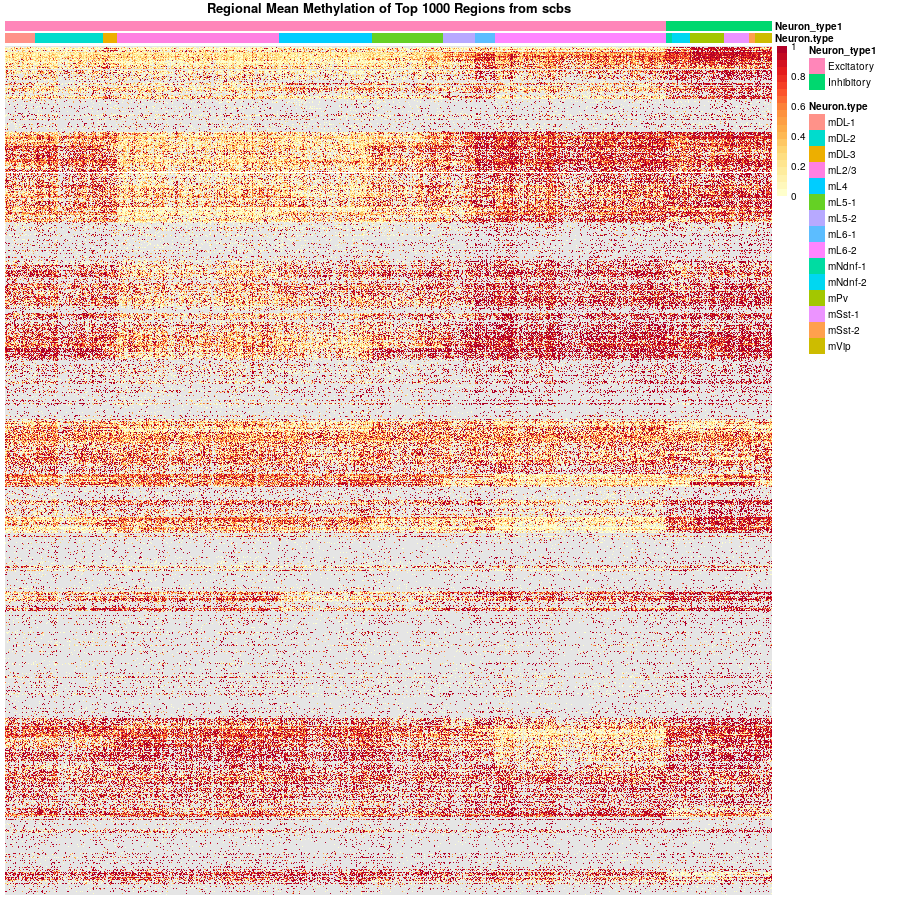 Regional Mean Methylation of Top 1000 Regions from scbs
Neuron_type1
Neuron.type
1
0.8
0.6
0.4
0.2
0
Neuron_type1
Excitatory
Inhibitory
Neuron.type
mDL-1
mDL-2
mDL-3
mL2/3
mL4
mL5-1
mL5-2
mL6-1
mL6-2
mNdnf-1
mNdnf-2
mPv
mSst-1
mSst-2
mVip